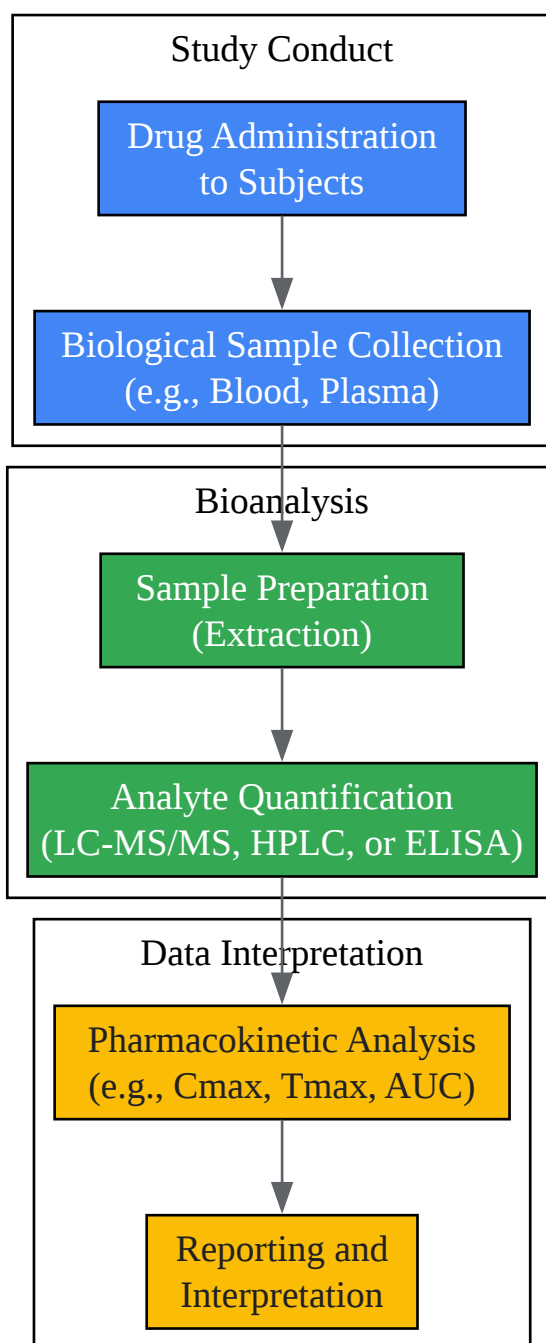 Study Conduct
Drug Administration
to Subjects
Biological Sample Collection
(e.g., Blood, Plasma)
Bioanalysis
Sample Preparation
(Extraction)
Analyte Quantification
(LC-MS/MS, HPLC, or ELISA)
Data Interpretation
Pharmacokinetic Analysis
(e.g., Cmax, Tmax, AUC)
Reporting and
Interpretation